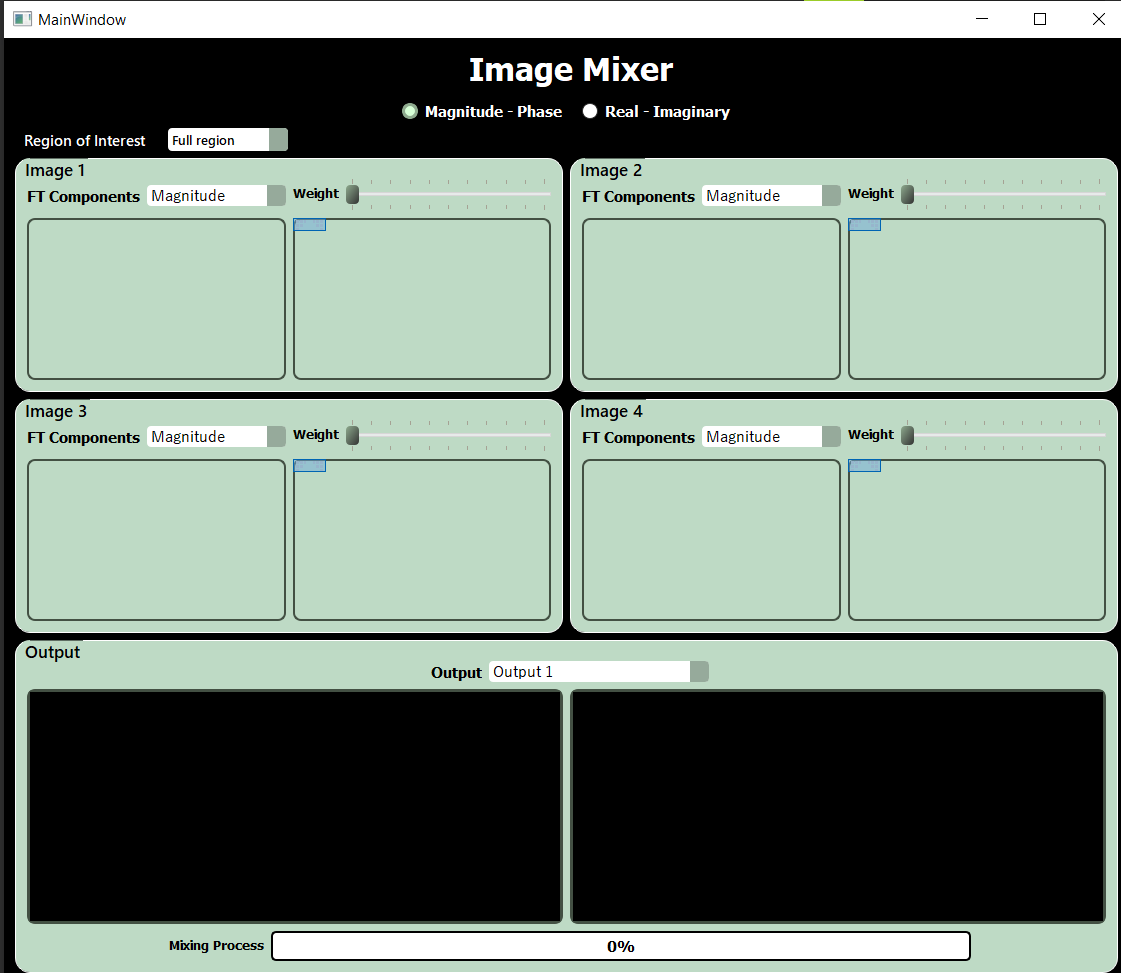 MainWindow
Image Mixer
Magnitude - Phase Real - Imaginary
Region of Interest Full region
Image 1
FT Components Magnitude Weight
Image 2
FT Components Magnitude Weight
Image 3
FT Components Magnitude Weight
Image 4
FT Components Magnitude Weight
Output
Output Output 1
Mixing Process 0%